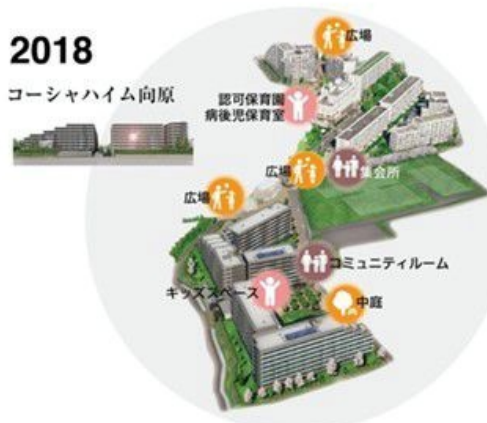 2018
コーシャハイム向原
広場
認可保育園
病後児保育室
広場
集会所
広場
コミュニティルーム
キッズスペース
中庭